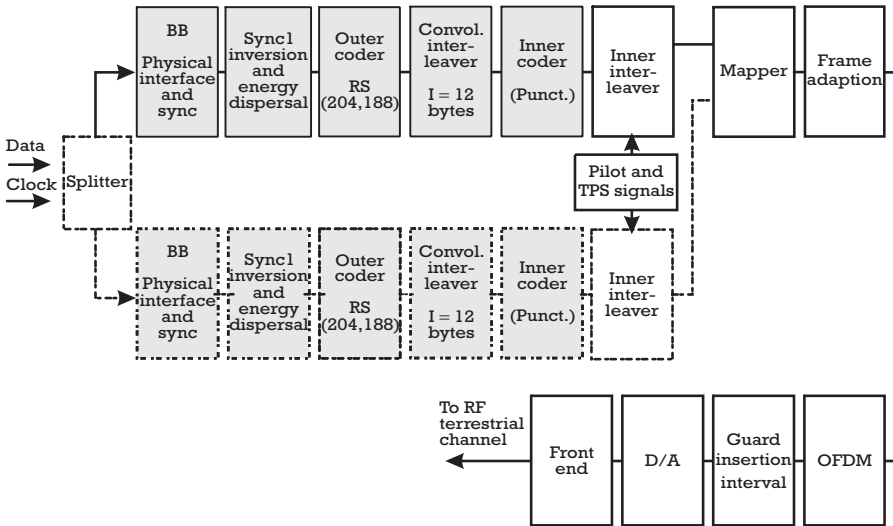 BB
Physical
interface
and
sync
Sync1
inversion
and
energy
dispersal
Outer
coder
RS
(204,188)
Convol.
inter-
leaver
I = 12
bytes
Inner
coder
(Punct.)
Inner
inter-
leaver
Mapper
Frame
adaption
Data
Clock
Splitter
Pilot and
TPS signals
BB
Physical
interface
and
sync
Sync1
inversion
and
energy
dispersal
Outer
coder
RS
(204,188)
Convol.
inter-
leaver
I = 12
bytes
Inner
coder
(Punct.)
Inner
inter-
leaver
To RF
terrestrial
channel
Front
end
D/A
Guard
insertion
interval
OFDM